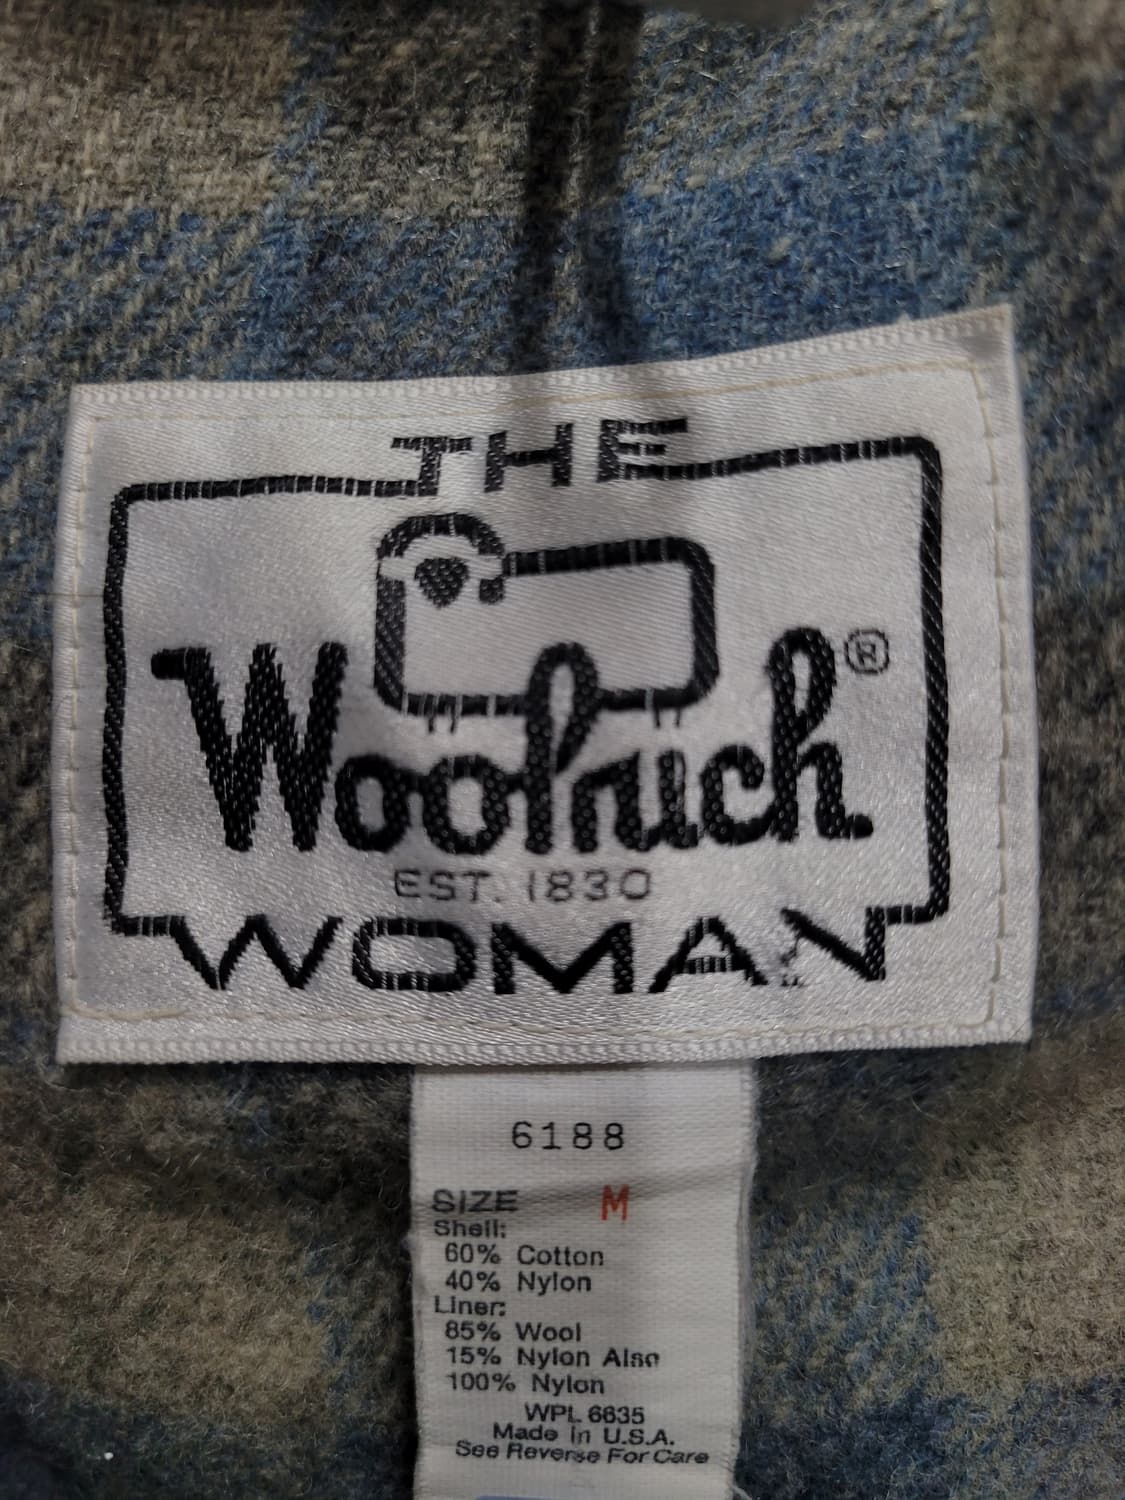 THE
Woolrich®
EST. 1830
WOMAN
6188
SIZE M
Shell:
60% Cotton
40% Nylon
Liner:
85% Wool
15% Nylon Also
100% Nylon
WPL 6635
Made In U.S.A.
See Reverse For Care